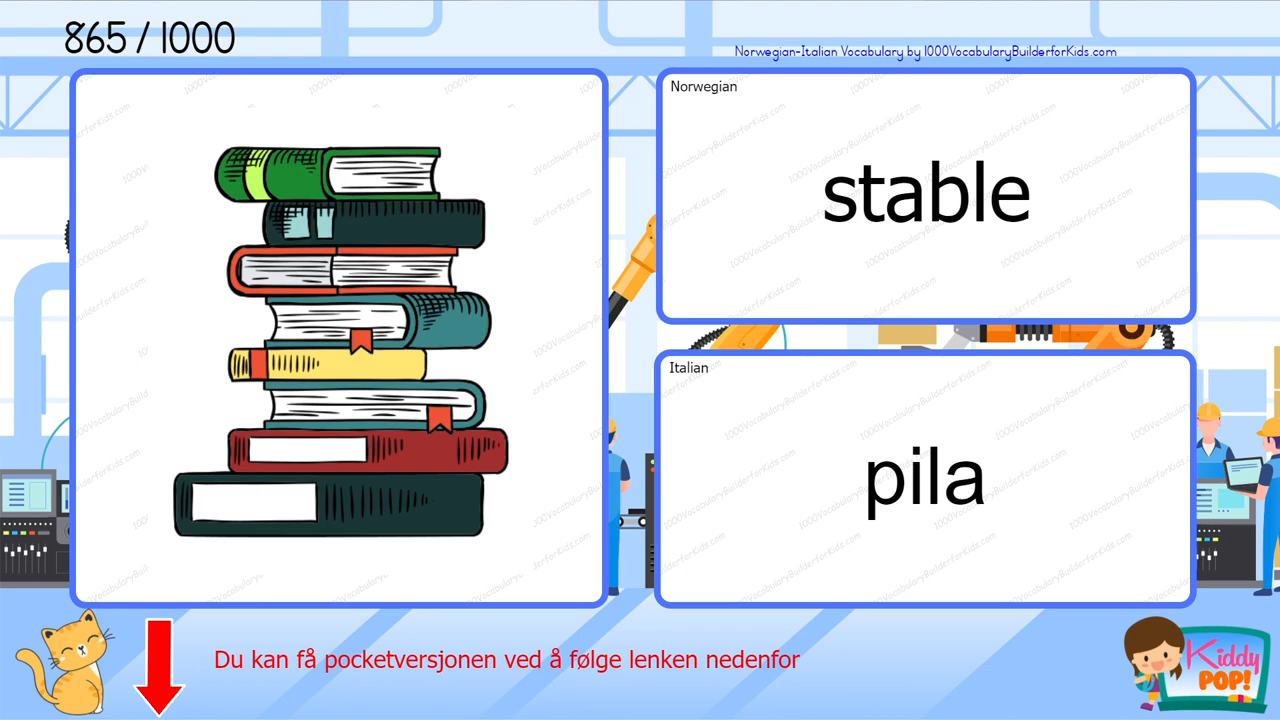 865 / 1000
Norwegian-Italian Vocabulary by 1000VocabularyBuilderforKids.com
Norwegian
stable
Italian
pila
Du kan få pocketversjonen ved å følge lenken nedenfor
Kiddy
POP!